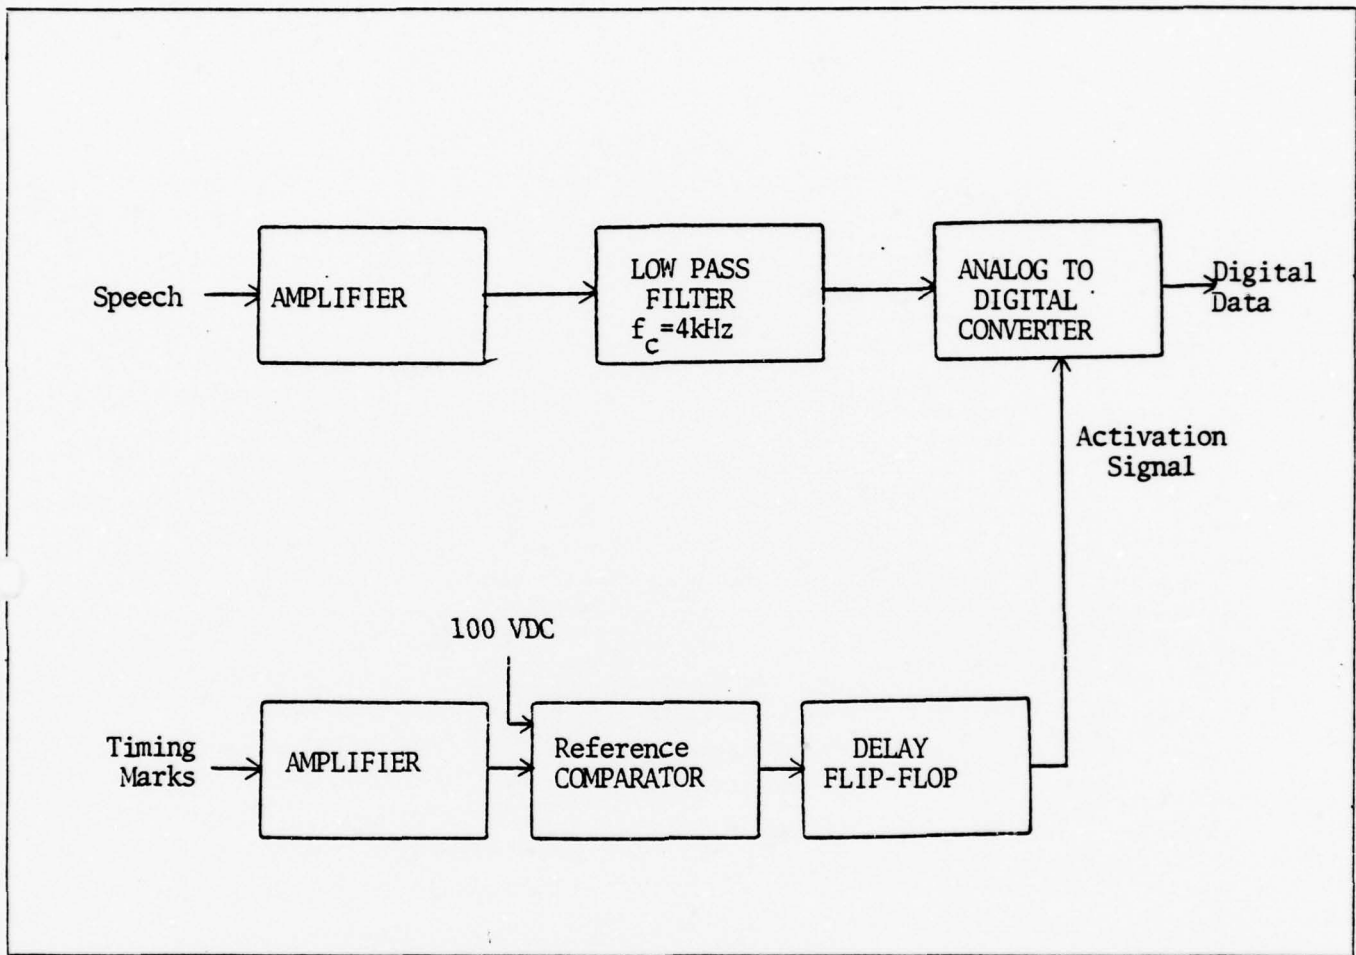 Speech
AMPLIFIER
LOW PASS
FILTER
f_c=4kHz
ANALOG TO
DIGITAL
CONVERTER
Digital
Data
Activation
Signal
100 VDC
Timing
Marks
AMPLIFIER
Reference
COMPARATOR
DELAY
FLIP-FLOP